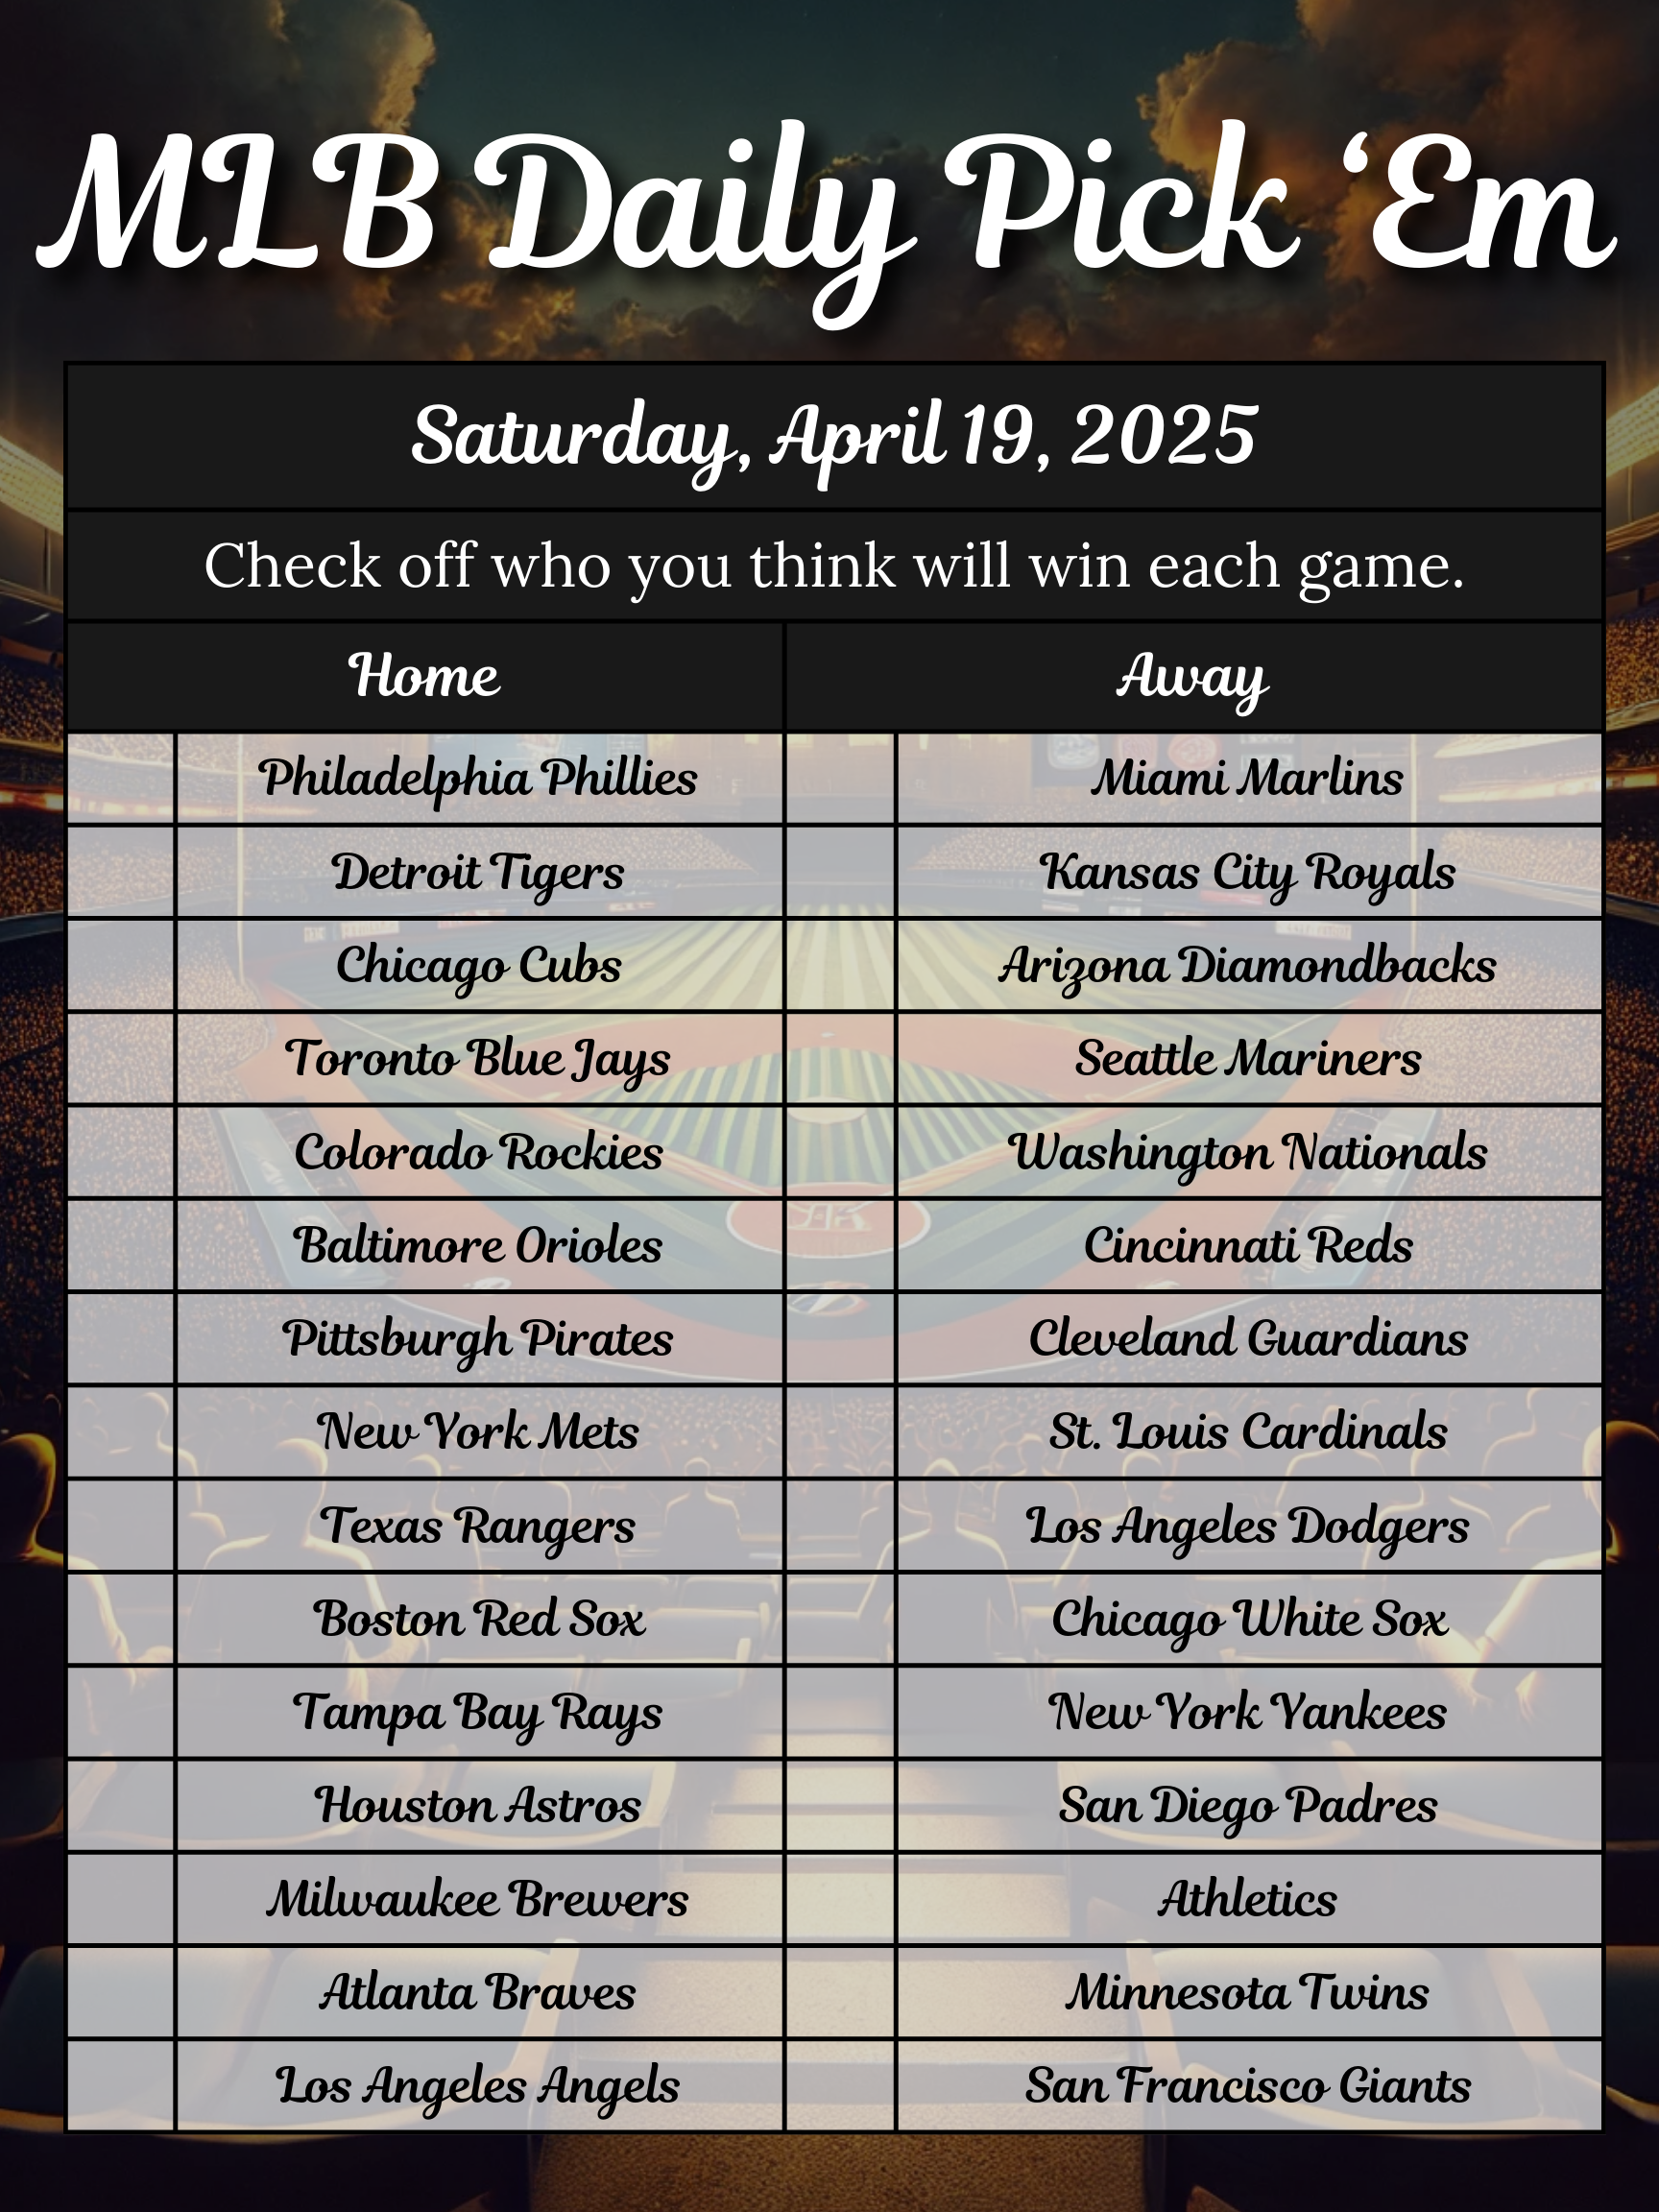 MLB Daily Pick ‘Em
Saturday, April 19, 2025
Check off who you think will win each game.
Home Away
Philadelphia Phillies Miami Marlins
Detroit Tigers Kansas City Royals
Chicago Cubs Arizona Diamondbacks
Toronto Blue Jays Seattle Mariners
Colorado Rockies Washington Nationals
Baltimore Orioles Cincinnati Reds
Pittsburgh Pirates Cleveland Guardians
New York Mets St. Louis Cardinals
Texas Rangers Los Angeles Dodgers
Boston Red Sox Chicago White Sox
Tampa Bay Rays New York Yankees
Houston Astros San Diego Padres
Milwaukee Brewers Athletics
Atlanta Braves Minnesota Twins
Los Angeles Angels San Francisco Giants